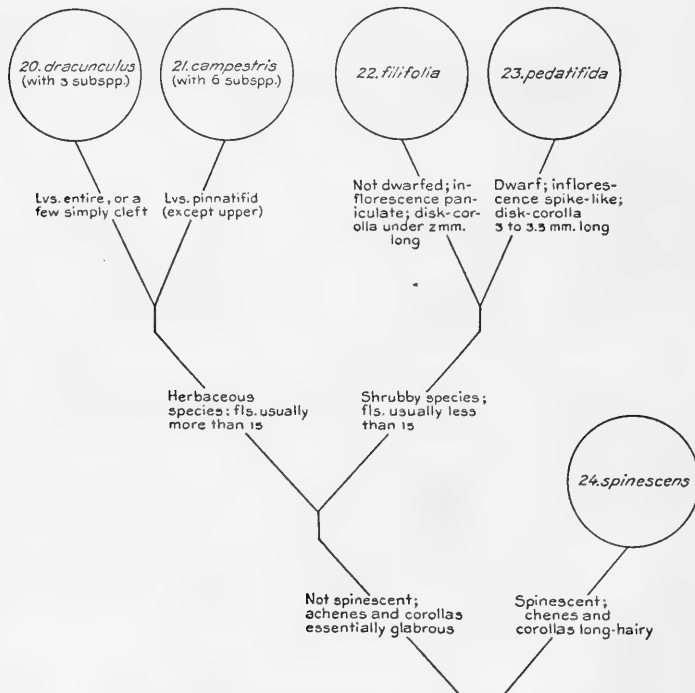 20. dracunculus
(with 3 subspp.)
21. campestris
(with 6 subspp.)
22. filifolia
23. pedatifida
Lvs. entire, or a
few simply cleft
Lvs. pinnatifid
(except upper)
Not dwarfed; in-
florescence pan-
iculate; disk-cor-
olla under 2mm.
long
Dwarf; inflores-
cence spike-like;
disk-corolla
3 to 3.5 mm. long
Herbaceous
species: fls. usually
more than 15
Shrubby species;
fls. usually less
than 15
24. spinescens
Not spinescent;
achenes and corollas
essentially glabrous
Spinescent;
chenes and
corollas long-hairy